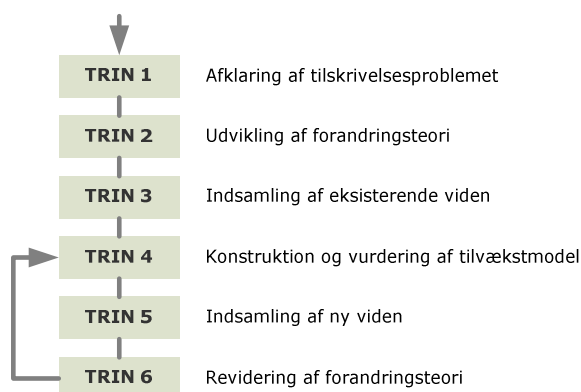 TRIN 1 Afklaring af tilskrivelsesproblemet
TRIN 2 Udvikling af forandringsteori
TRIN 3 Indsamling af eksisterende viden
TRIN 4 Konstruktion og vurdering af tilvækstmodel
TRIN 5 Indsamling af ny viden
TRIN 6 Revidering af forandringsteori